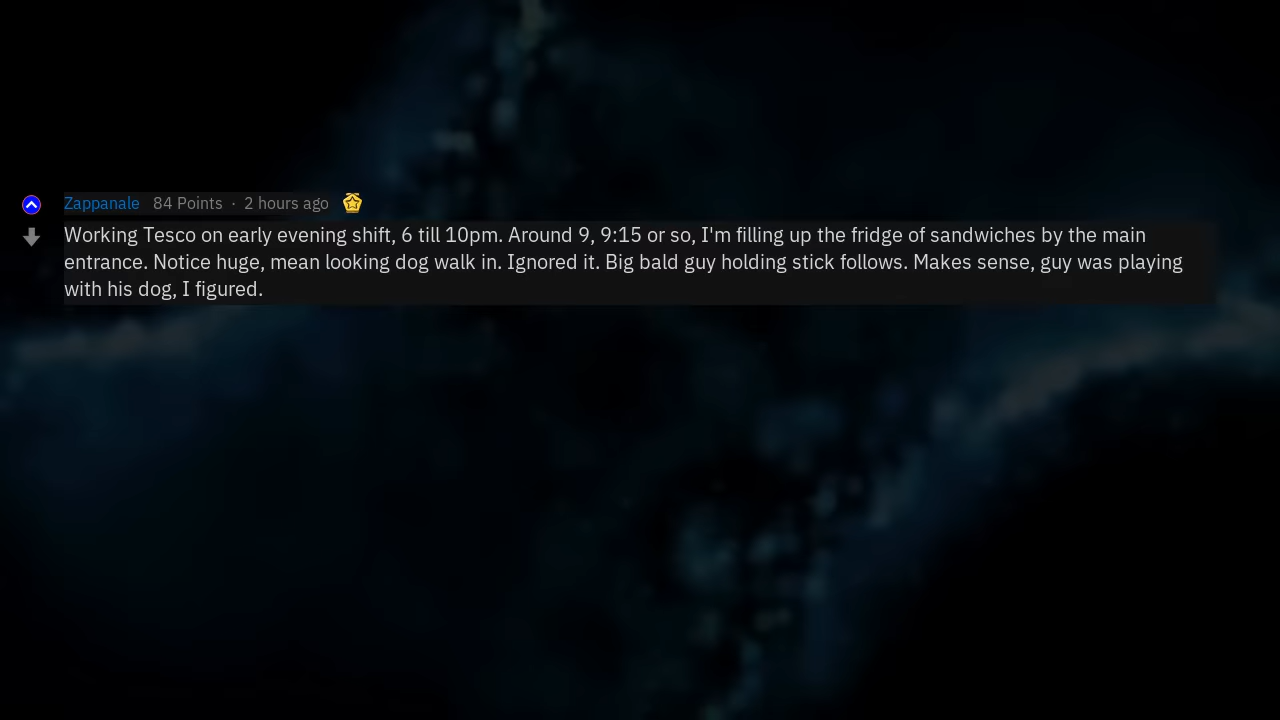 Zappanale 84 Points · 2 hours ago
Working Tesco on early evening shift, 6 till 10pm. Around 9, 9:15 or so, I'm filling up the fridge of sandwiches by the main
entrance. Notice huge, mean looking dog walk in. Ignored it. Big bald guy holding stick follows. Makes sense, guy was playing
with his dog, I figured.